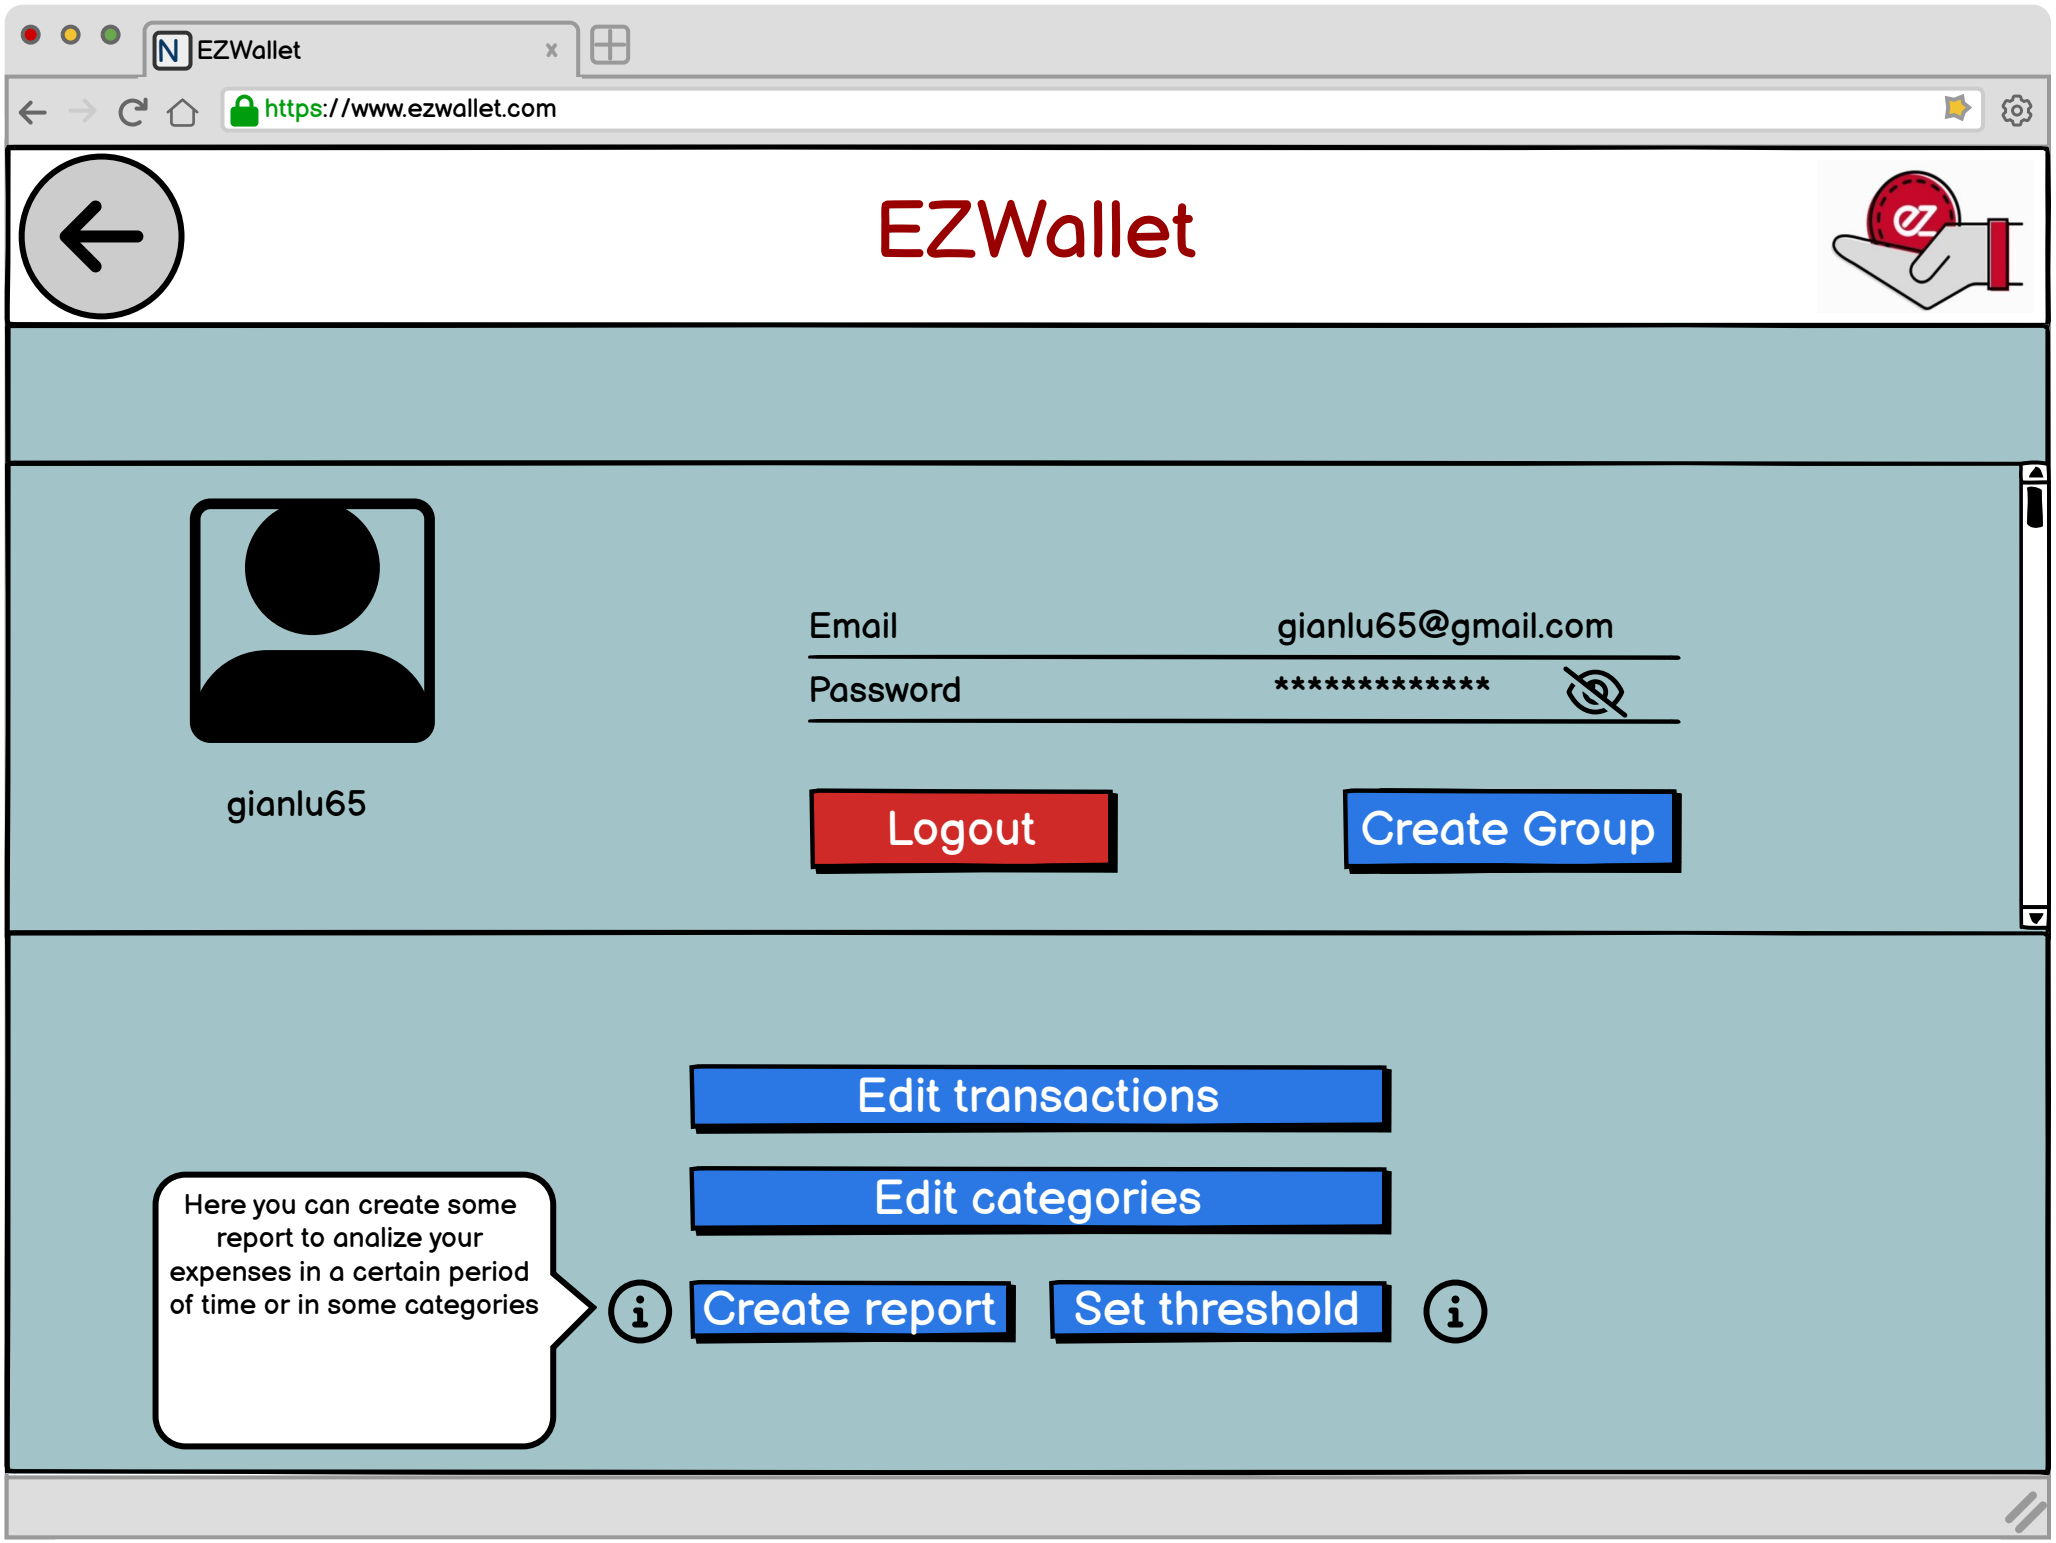 N EZWallet x
https://www.ezwallet.com
EZWallet
ez
Email gianlu65@gmail.com
Password *************
gianlu65
Logout Create Group
Edit transactions
Edit categories
Here you can create some
report to analize your
expenses in a certain period
of time or in some categories
i Create report Set threshold i